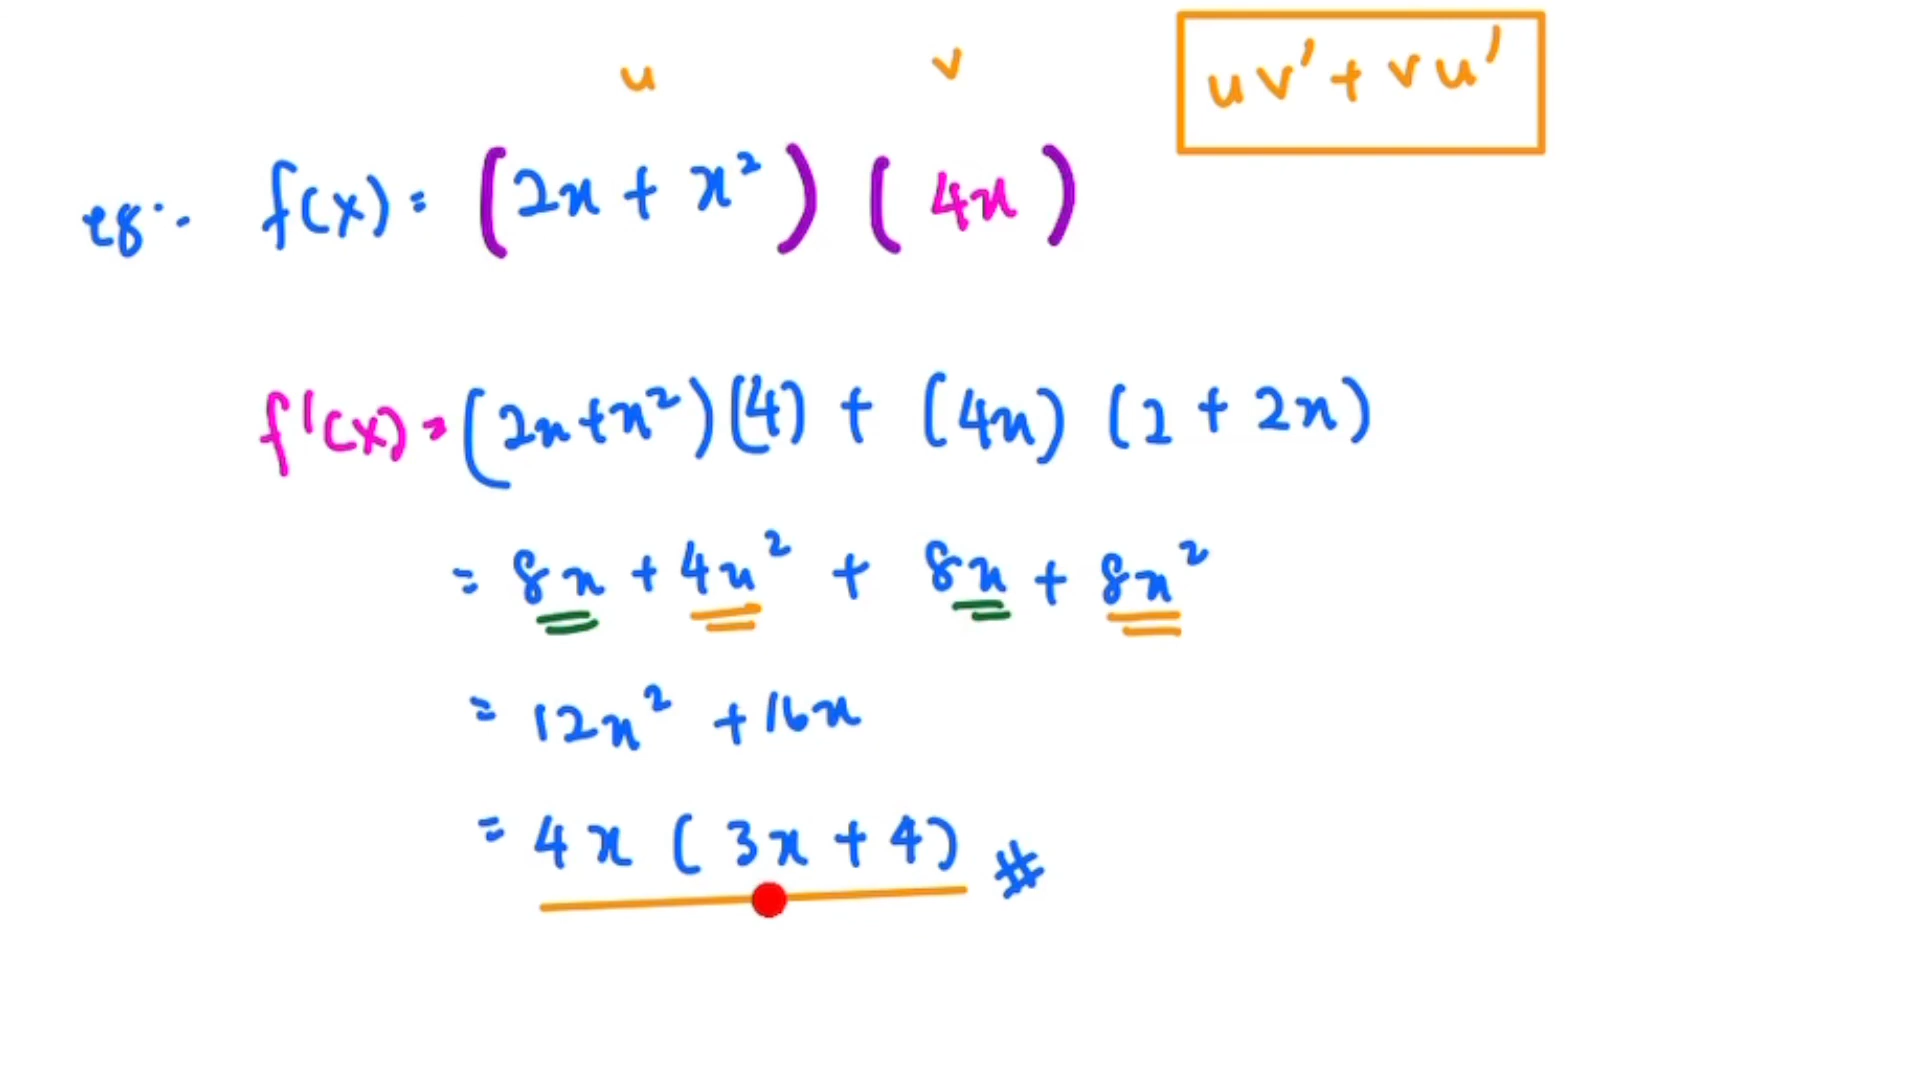 u v
uv' + vu'
eg:- f(x) = (2x + x²) (4x)
f'(x) = (2x + x²)(4) + (4x) (2 + 2x)
= 8x + 4x² + 8x + 8x²
= 12x² + 16x
= 4x (3x + 4) #